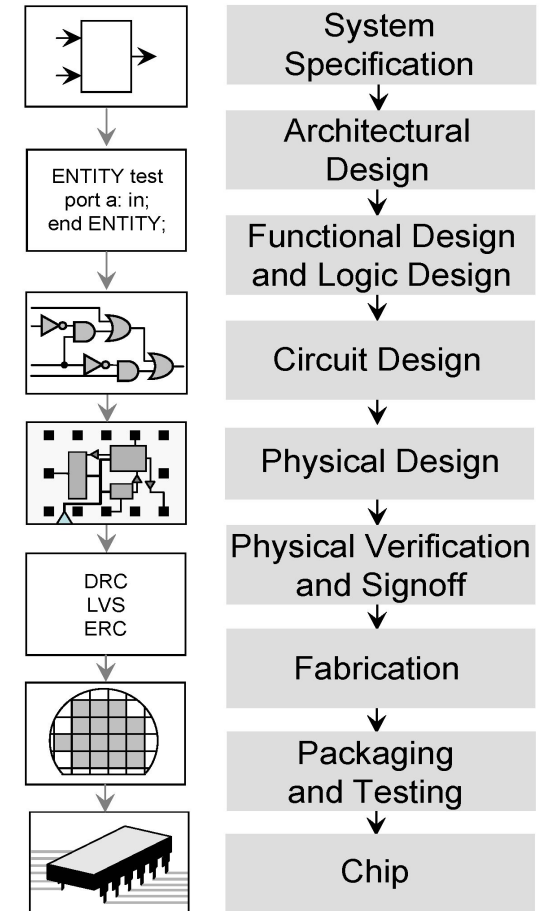 System
Specification
Architectural
Design
ENTITY test
port a: in;
end ENTITY;
Functional Design
and Logic Design
Circuit Design
Physical Design
DRC
LVS
ERC
Physical Verification
and Signoff
Fabrication
Packaging
and Testing
Chip